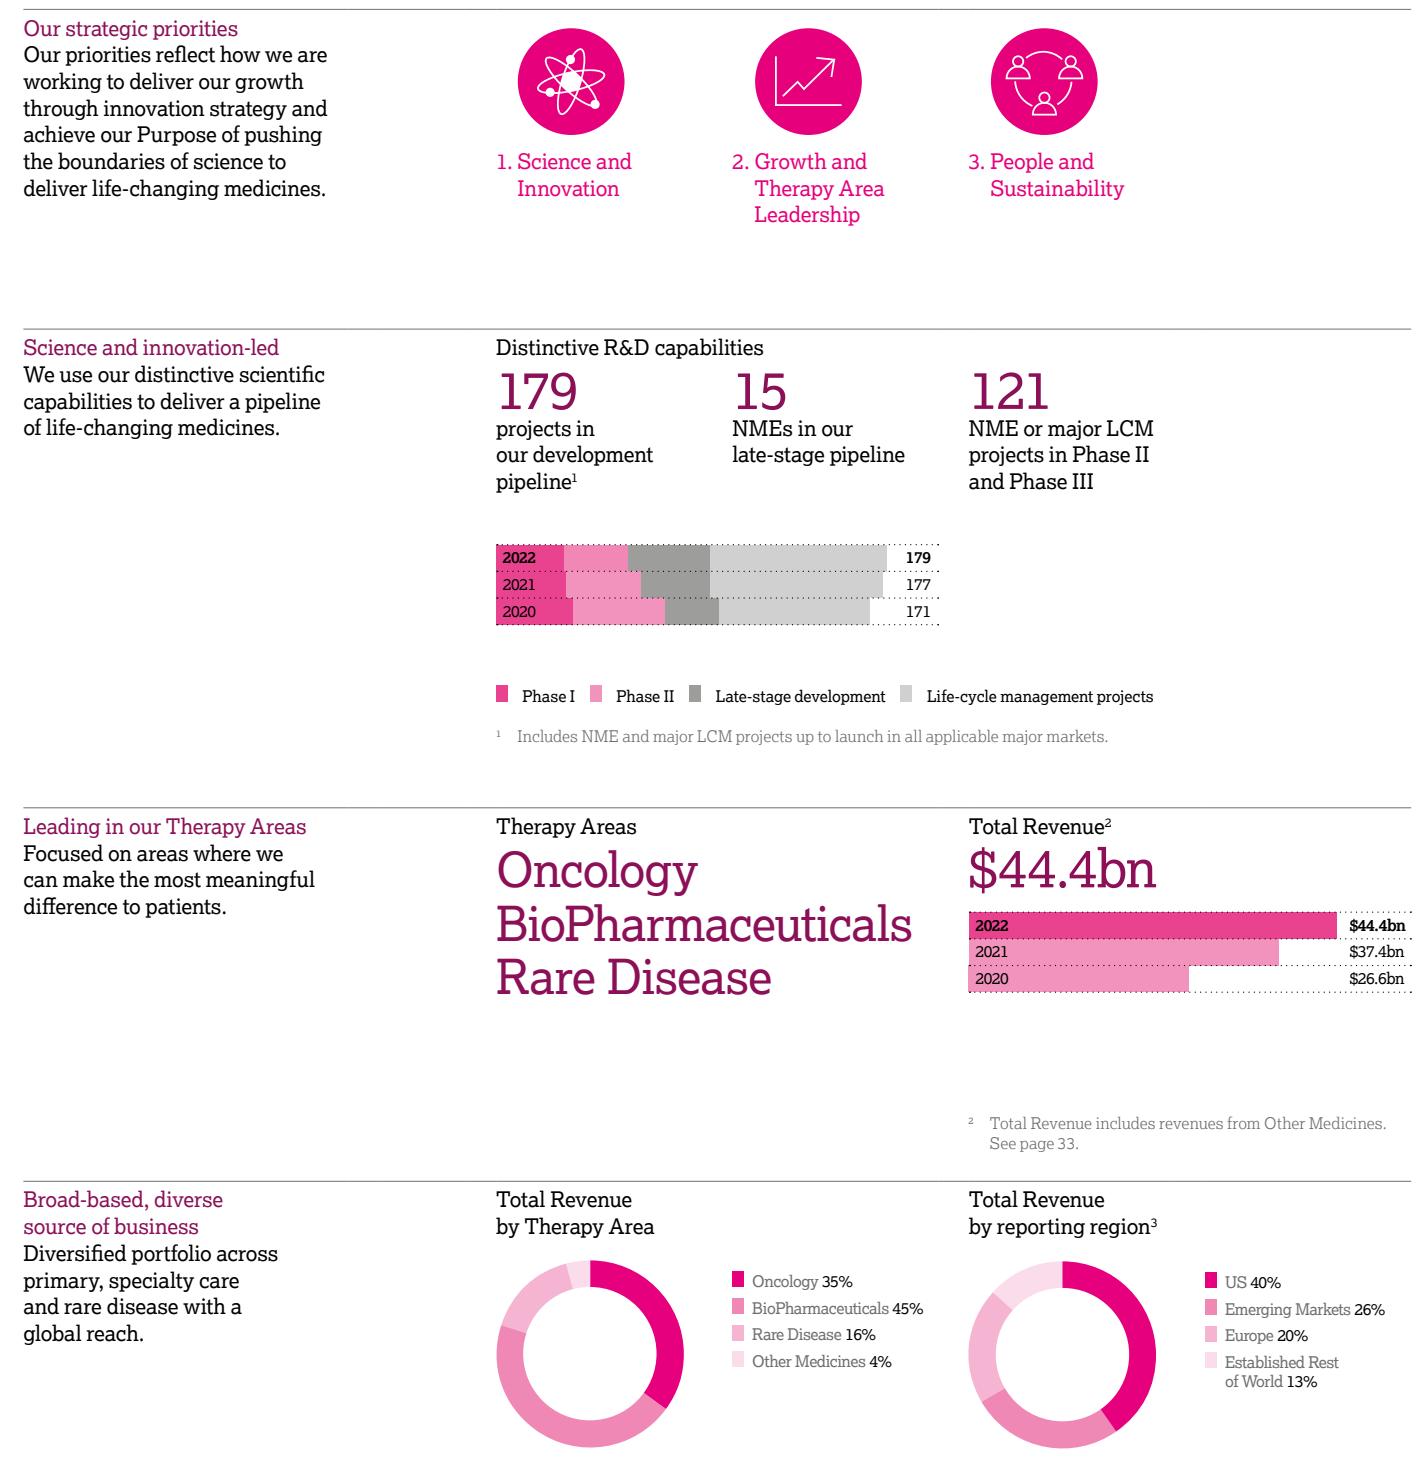 Our strategic priorities
Our priorities reflect how we are
working to deliver our growth
through innovation strategy and
achieve our Purpose of pushing
the boundaries of science to
deliver life-changing medicines.
1. Science and
Innovation
2. Growth and
Therapy Area
Leadership
3. People and
Sustainability
Science and innovation-led
We use our distinctive scientific
capabilities to deliver a pipeline
of life-changing medicines.
Distinctive R&D capabilities
179
projects in
our development
pipeline¹
15
NMEs in our
late-stage pipeline
121
NME or major LCM
projects in Phase II
and Phase III
2022 179
2021 177
2020 171
Phase I Phase II Late-stage development Life-cycle management projects
¹ Includes NME and major LCM projects up to launch in all applicable major markets.
Leading in our Therapy Areas
Focused on areas where we
can make the most meaningful
difference to patients.
Therapy Areas
Oncology
BioPharmaceuticals
Rare Disease
Total Revenue²
$44.4bn
2022 $44.4bn
2021 $37.4bn
2020 $26.6bn
² Total Revenue includes revenues from Other Medicines.
See page 33.
Broad-based, diverse
source of business
Diversified portfolio across
primary, specialty care
and rare disease with a
global reach.
Total Revenue
by Therapy Area
Oncology 35%
BioPharmaceuticals 45%
Rare Disease 16%
Other Medicines 4%
Total Revenue
by reporting region³
US 40%
Emerging Markets 26%
Europe 20%
Established Rest
of World 13%